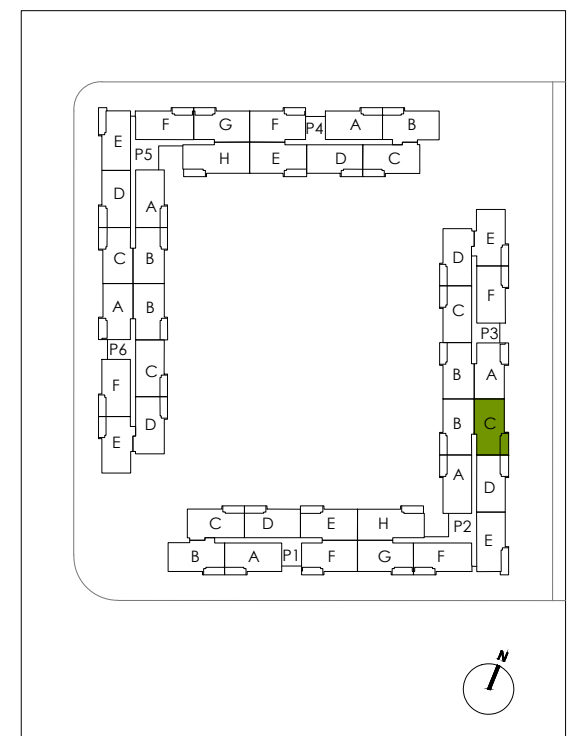 F G F P4 A B
E
P5 H E D C
D A
C B
A B
P6
F C
E D
E
D
F
C
P3
B A
B C
A D
C D E H
P2
E
B A P1 F G F
N